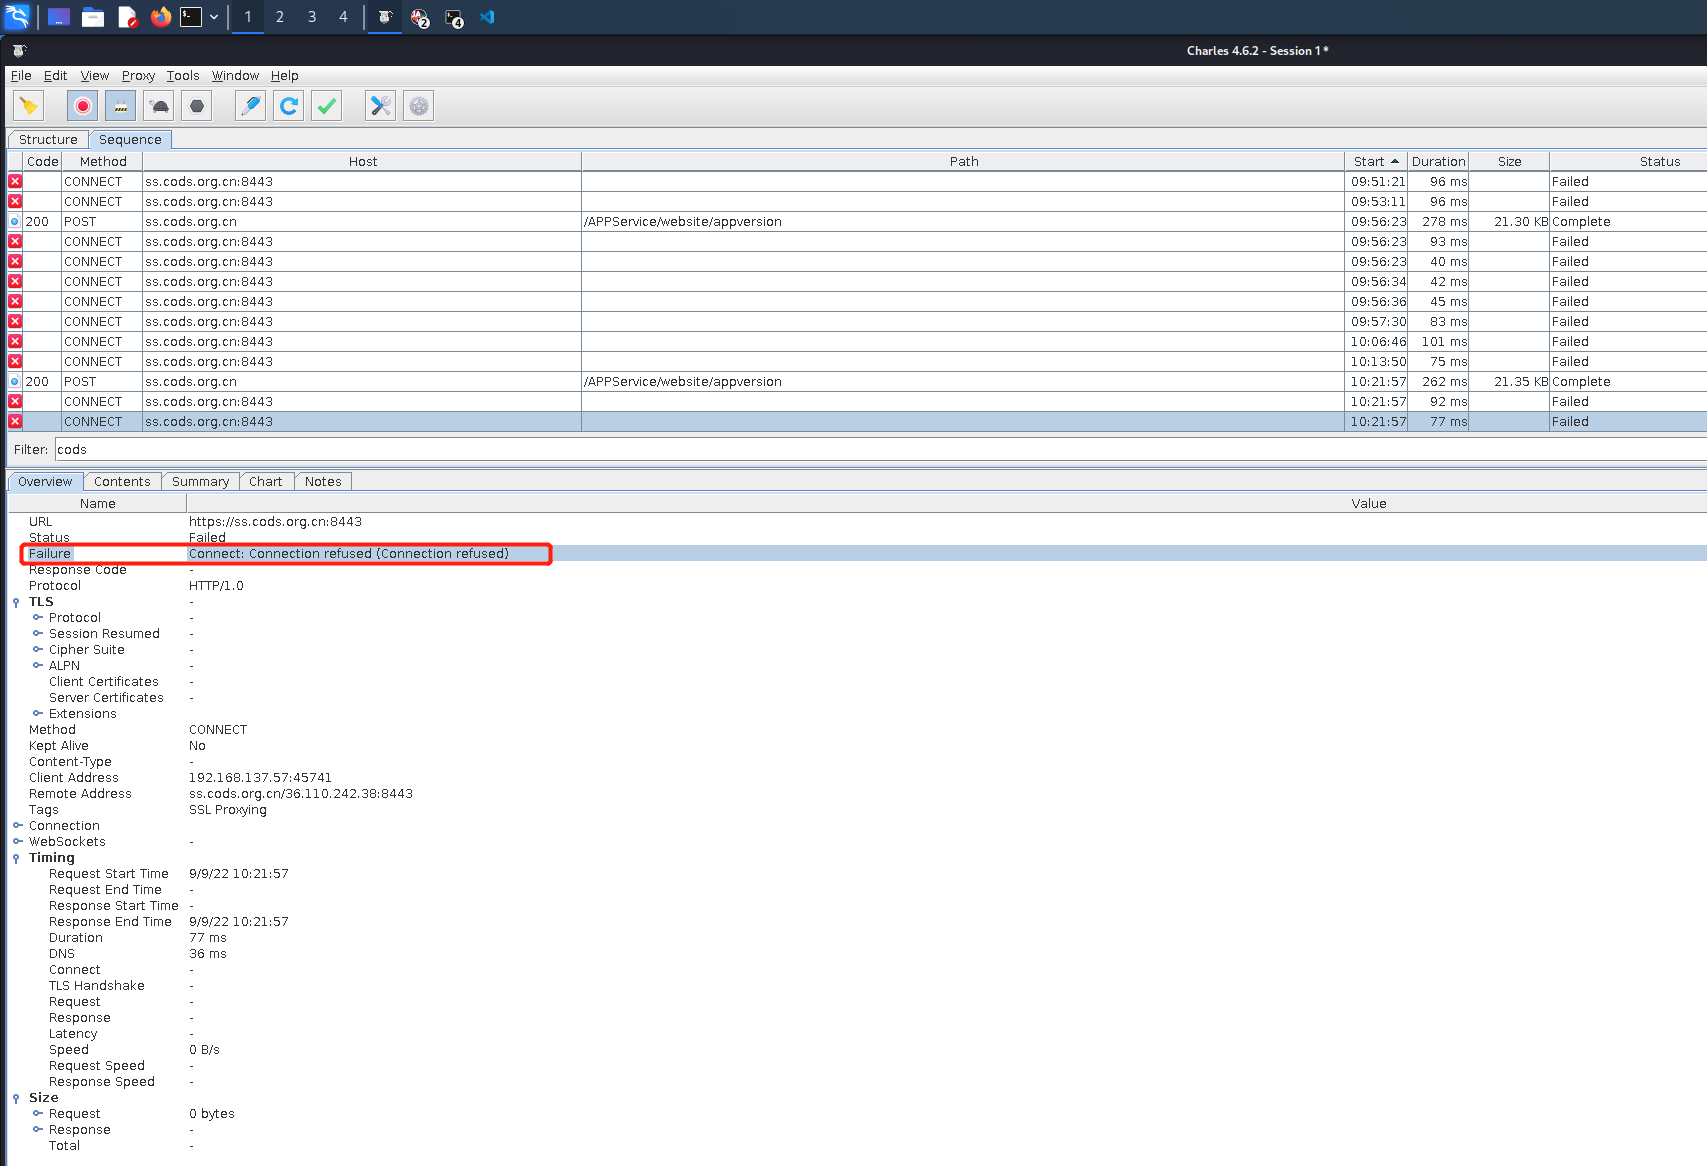 1 2 3 4 2 4
Charles 4.6.2 - Session 1 *
File Edit View Proxy Tools Window Help
Structure Sequence
Code Method Host Path Start Duration Size Status
CONNECT ss.cods.org.cn:8443 09:51:21 96 ms Failed
CONNECT ss.cods.org.cn:8443 09:53:11 96 ms Failed
200 POST ss.cods.org.cn /APPService/website/appversion 09:56:23 278 ms 21.30 KB Complete
CONNECT ss.cods.org.cn:8443 09:56:23 93 ms Failed
CONNECT ss.cods.org.cn:8443 09:56:23 40 ms Failed
CONNECT ss.cods.org.cn:8443 09:56:34 42 ms Failed
CONNECT ss.cods.org.cn:8443 09:56:36 45 ms Failed
CONNECT ss.cods.org.cn:8443 09:57:30 83 ms Failed
CONNECT ss.cods.org.cn:8443 10:06:46 101 ms Failed
CONNECT ss.cods.org.cn:8443 10:13:50 75 ms Failed
200 POST ss.cods.org.cn /APPService/website/appversion 10:21:57 262 ms 21.35 KB Complete
CONNECT ss.cods.org.cn:8443 10:21:57 92 ms Failed
CONNECT ss.cods.org.cn:8443 10:21:57 77 ms Failed
Filter: cods
Overview Contents Summary Chart Notes
Name Value
URL https://ss.cods.org.cn:8443
Status Failed
Failure Connect: Connection refused (Connection refused)
Response Code -
Protocol HTTP/1.0
TLS -
Protocol -
Session Resumed -
Cipher Suite -
ALPN -
Client Certificates -
Server Certificates -
Extensions
Method CONNECT
Kept Alive No
Content-Type -
Client Address 192.168.137.57:45741
Remote Address ss.cods.org.cn/36.110.242.38:8443
Tags SSL Proxying
Connection
WebSockets -
Timing
Request Start Time 9/9/22 10:21:57
Request End Time -
Response Start Time -
Response End Time 9/9/22 10:21:57
Duration 77 ms
DNS 36 ms
Connect -
TLS Handshake -
Request -
Response -
Latency -
Speed 0 B/s
Request Speed -
Response Speed -
Size
Request 0 bytes
Response -
Total -